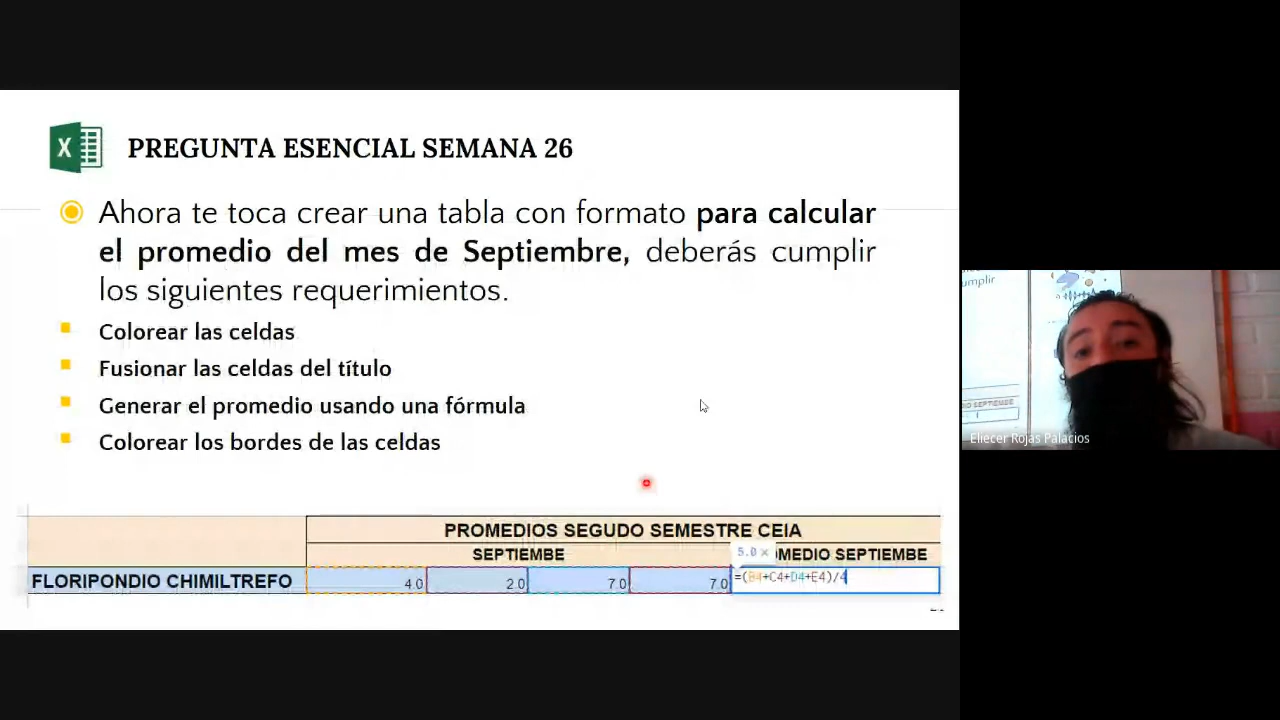 X
PREGUNTA ESENCIAL SEMANA 26
Ahora te toca crear una tabla con formato para calcular
el promedio del mes de Septiembre, deberás cumplir
los siguientes requerimientos.
Colorear las celdas
Fusionar las celdas del título
Generar el promedio usando una fórmula
Colorear los bordes de las celdas
PROMEDIOS SEGUDO SEMESTRE CEIA
SEPTIEMBE
5.0 ×
OMEDIO SEPTIEMBRE
FLORIPONDIO CHIMILTREFO
4.0
2.0
7.0
7.0
=(B4+C4+D4+E4)/4
umplir
Eliecer Rojas Palacios